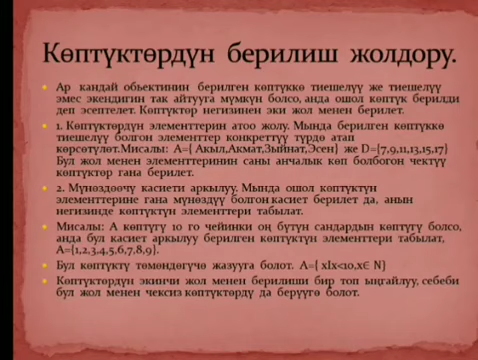 Көптүктөрдүн берилиш жолдору.
Ар кандай обьектинин берилген көптүккө тиешелүү же тиешелүү
эмес экендигин так айтууга мүмкүн болсо, анда ошол көптүк берилди
деп эсептелет. Көптүктөр негизинен эки жол менен берилет.
1. Көптүктөрдүн элементтерин атоо жолу. Мында берилген көптүккө
тиешелүү болгон элементтер конкреттүү түрдө атап
көрсөтүлөт.Мисалы: А={ Акыл,Акмат,Зыйнат,Эсен} же D={7,9,11,13,15,17}
Бул жол менен элементтеринин саны анчалык көп болбогон чектүү
көптүктөр гана берилет.
2. Мүнөздөөчү касиети аркылуу. Мында ошол көптүктүн
элементтерине гана мүнөздүү болгон касиет берилет да, анын
негизинде көптүктүн элементтери табылат.
Мисалы: А көптүгү 10 го чейинки оң бүтүн сандардын көптүгү болсо,
анда бул касиет аркылуу берилген көптүктүн элементтери табылат,
А={1,2,3,4,5,6,7,8,9}.
Бул көптүктү төмөндөгүчө жазууга болот. А={ хIх<10,х∈ N}
Көптүктөрдүн экинчи жол менен берилиши бир топ ыңгайлуу, себеби
бул жол менен чексиз көптүктөрдү да берүүгө болот.